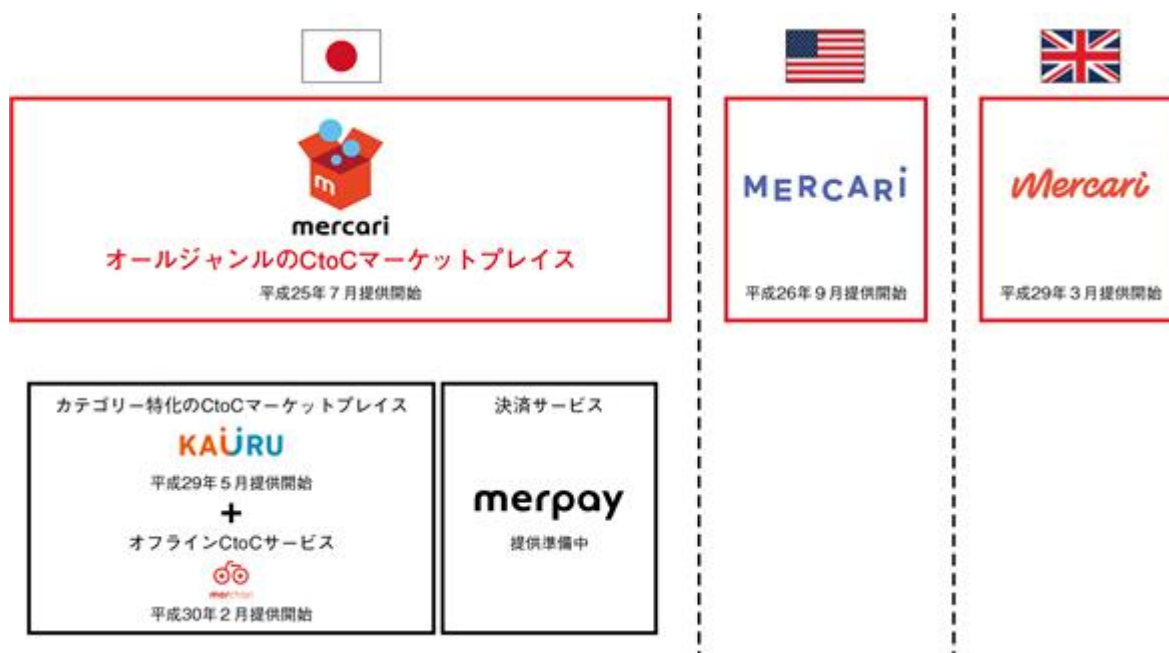 m
mercari
オールジャンルのCtoCマーケットプレイス
平成25年７月提供開始
MERCARi
平成26年９月提供開始
Mercari
平成29年３月提供開始
カテゴリー特化のCtoCマーケットプレイス
KAURU
平成29年５月提供開始
+
オフラインCtoCサービス
merchari
平成30年２月提供開始
決済サービス
merpay
提供準備中